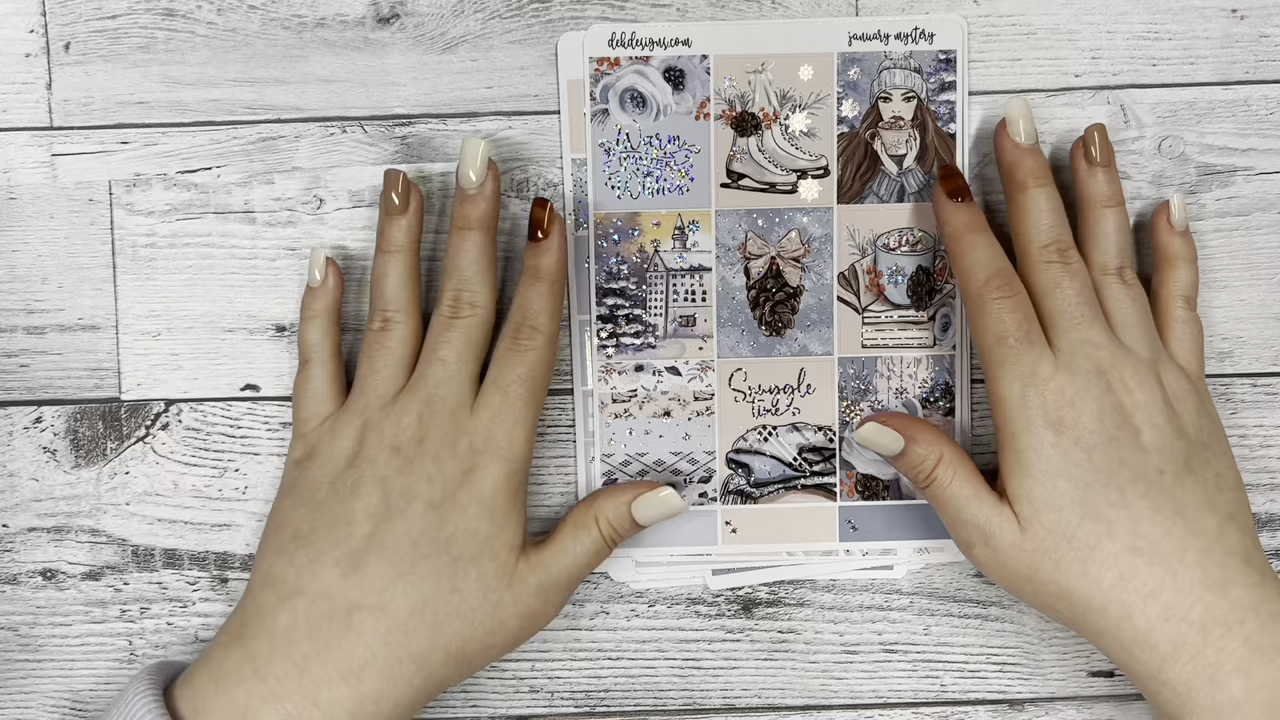 dekdesigns.com
january mystery
Warm
Winter
Wishes
Snuggle
time